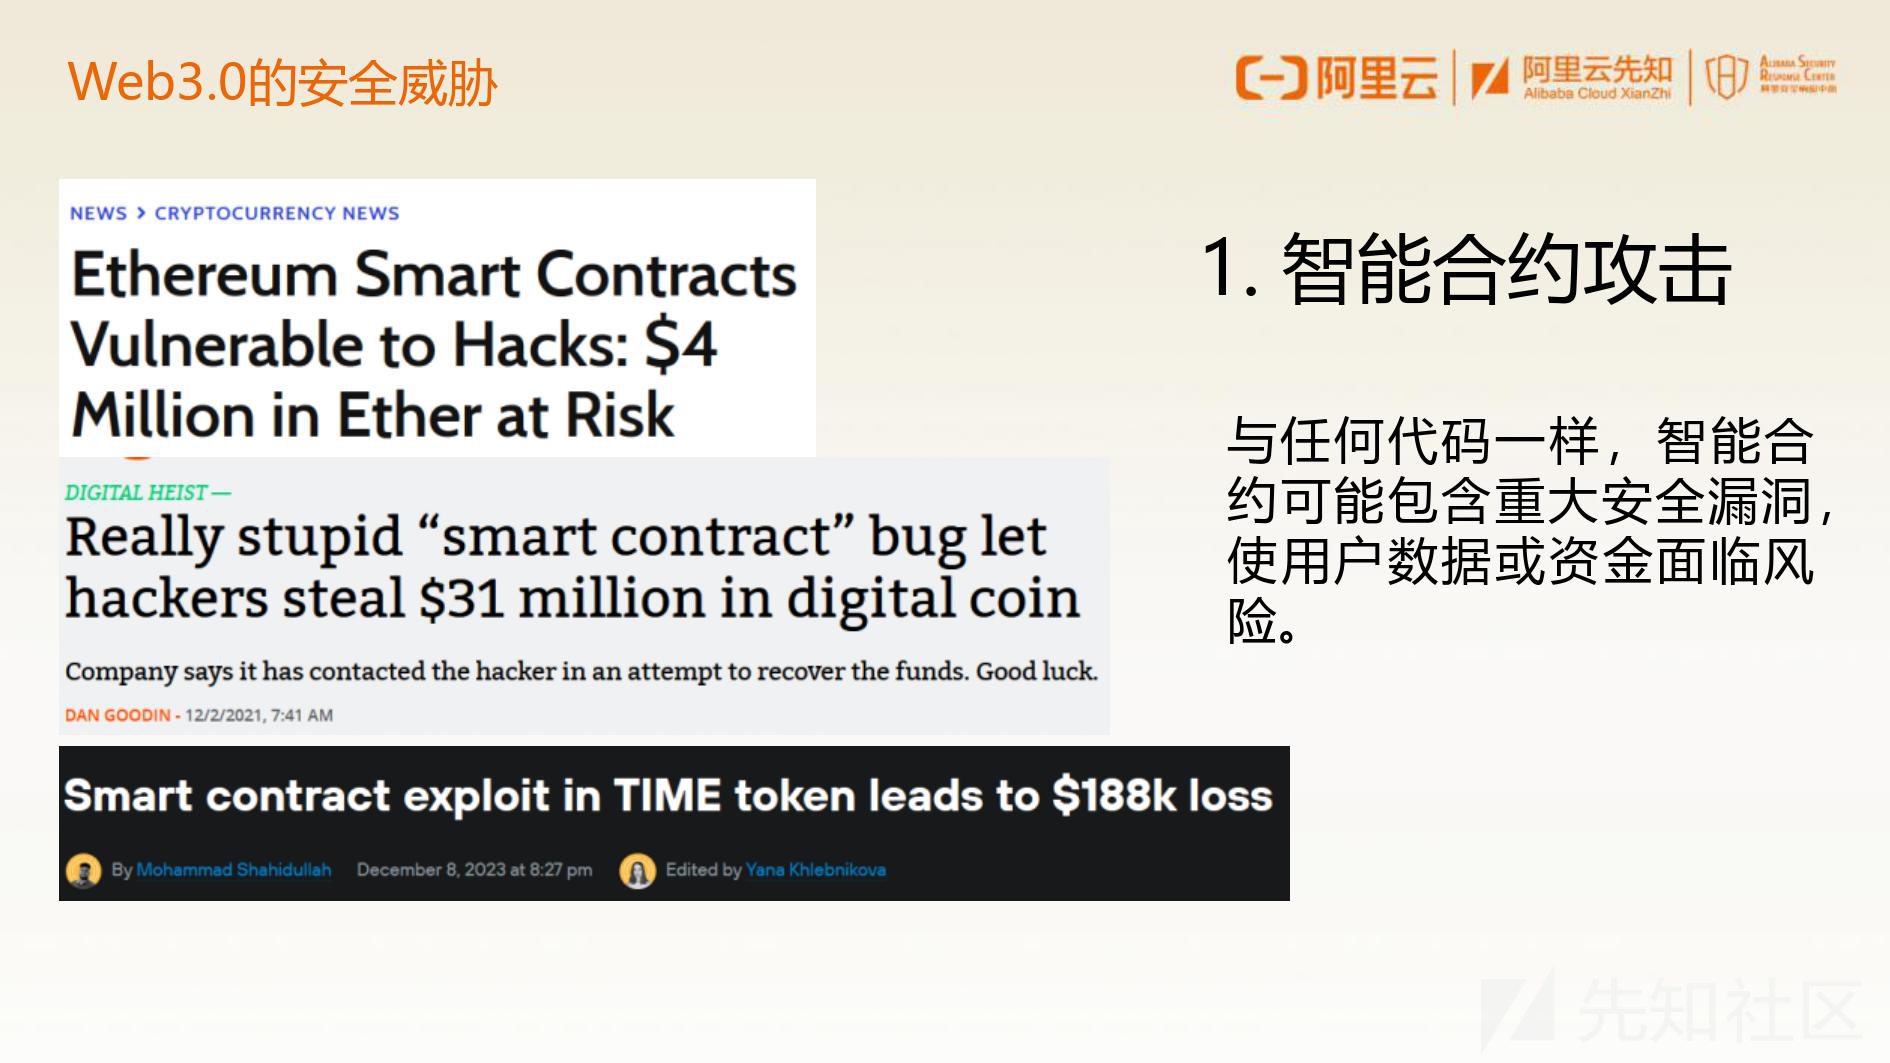 Web3.0的安全威胁
阿里云
阿里云先知
Alibaba Cloud XianZhi
ALIBABA SECURITY
RESPONSE CENTER
NEWS > CRYPTOCURRENCY NEWS
Ethereum Smart Contracts
Vulnerable to Hacks: $4
Million in Ether at Risk
DIGITAL HEIST —
Really stupid “smart contract” bug let
hackers steal $31 million in digital coin
Company says it has contacted the hacker in an attempt to recover the funds. Good luck.
DAN GOODIN - 12/2/2021, 7:41 AM
Smart contract exploit in TIME token leads to $188k loss
By Mohammad Shahidullah December 8, 2023 at 8:27 pm Edited by Yana Khlebnikova
1. 智能合约攻击
与任何代码一样，智能合
约可能包含重大安全漏洞，
使用户数据或资金面临风
险。
先知社区